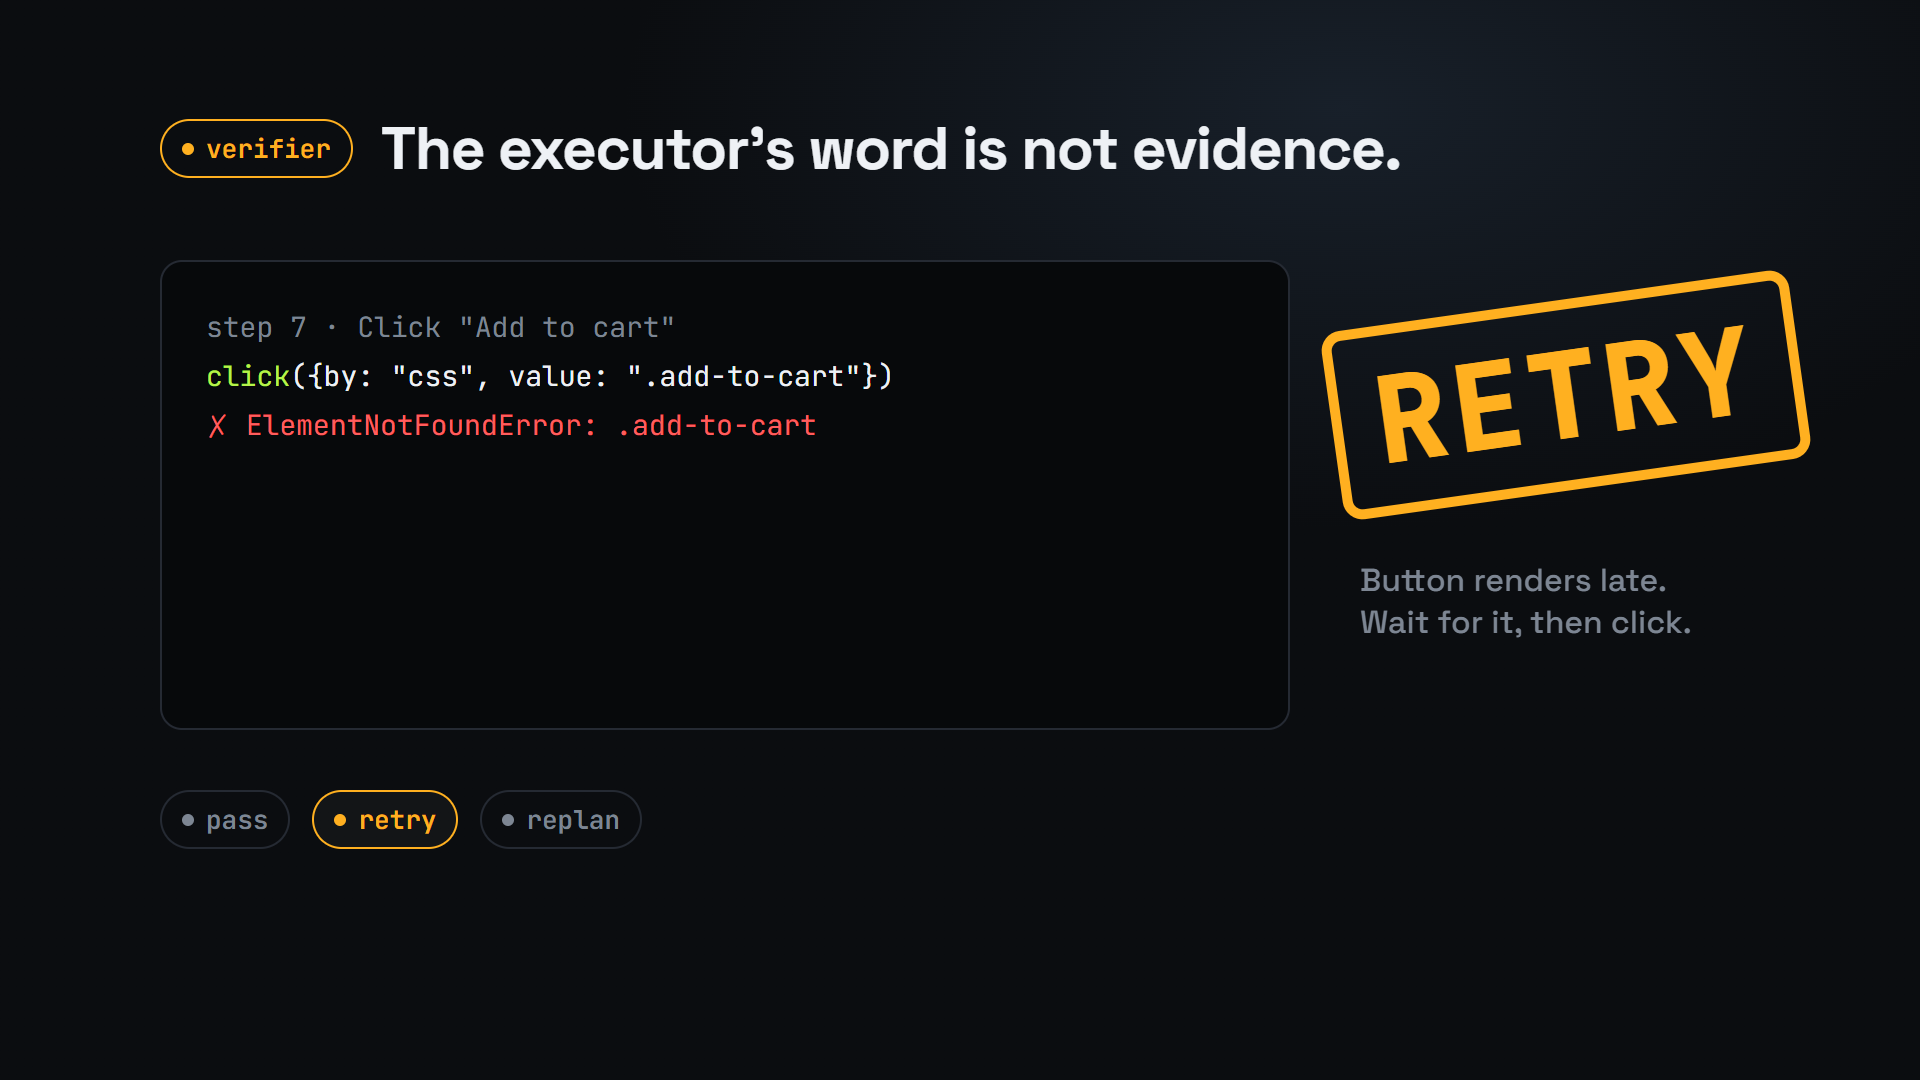 verifier
The executor’s word is not evidence.
step 7 · Click "Add to cart"
click({by: "css", value: ".add-to-cart"})
✗ ElementNotFoundError: .add-to-cart
RETRY
Button renders late.
Wait for it, then click.
pass
retry
replan